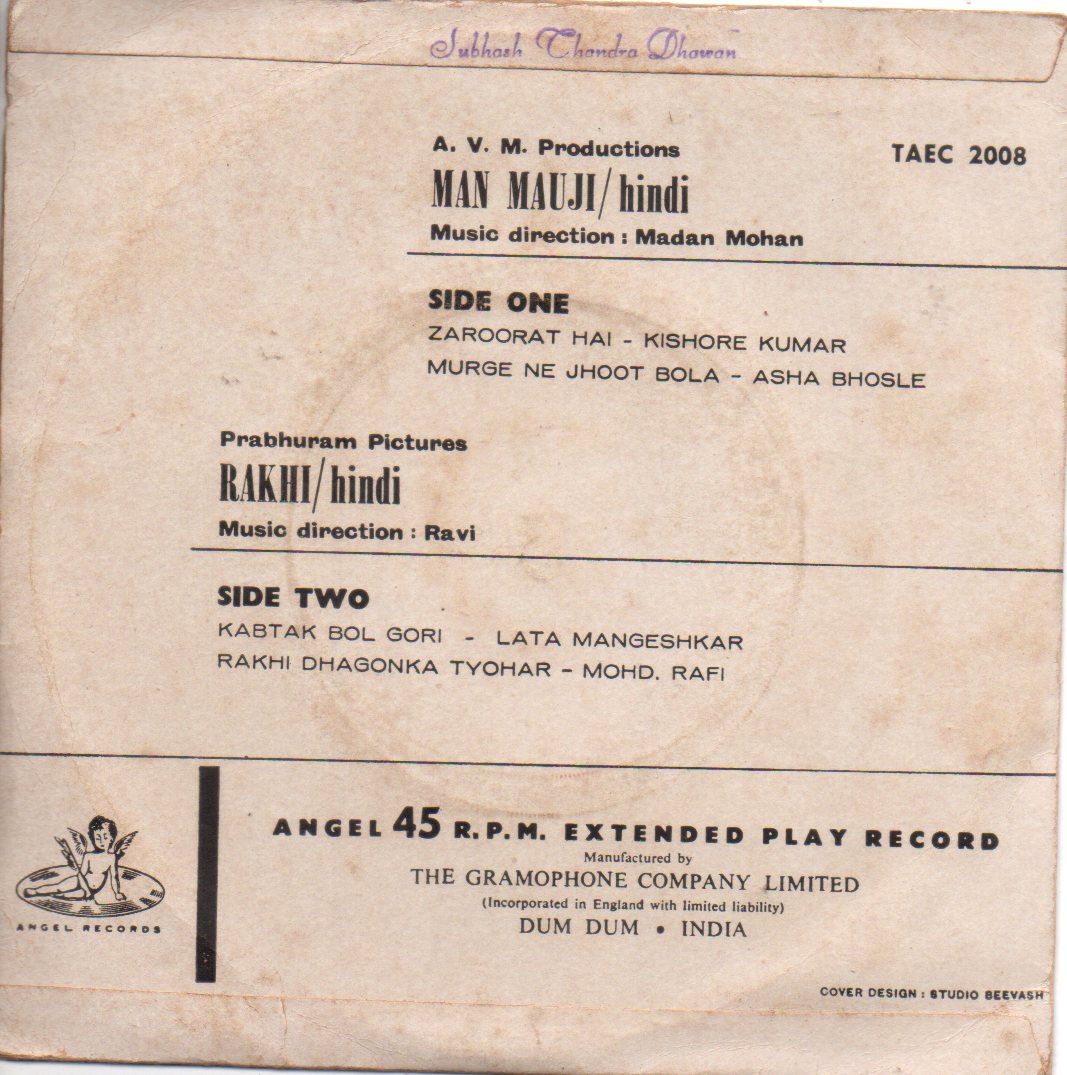 Subhash Chandra Dhawan
A. V. M. Productions
TAEC 2008
MAN MAUJI/hindi
Music direction : Madan Mohan
SIDE ONE
ZAROORAT HAI - KISHORE KUMAR
MURGE NE JHOOT BOLA - ASHA BHOSLE
Prabhuram Pictures
RAKHI/hindi
Music direction : Ravi
SIDE TWO
KABTAK BOL GORI - LATA MANGESHKAR
RAKHI DHAGONKA TYOHAR - MOHD. RAFI
ANGEL 45 R.P.M. EXTENDED PLAY RECORD
Manufactured by
THE GRAMOPHONE COMPANY LIMITED
(Incorporated in England with limited liability)
DUM DUM • INDIA
ANGEL RECORDS
COVER DESIGN : STUDIO BEEVASH